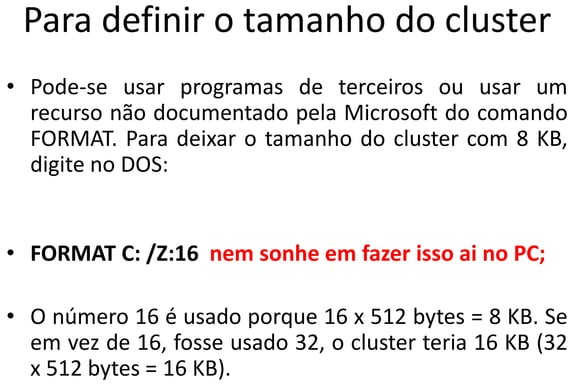 Para definir o tamanho do cluster
• Pode-se usar programas de terceiros ou usar um
recurso não documentado pela Microsoft do comando
FORMAT. Para deixar o tamanho do cluster com 8 KB,
digite no DOS:
• FORMAT C: /Z:16 nem sonhe em fazer isso ai no PC;
• O número 16 é usado porque 16 x 512 bytes = 8 KB. Se
em vez de 16, fosse usado 32, o cluster teria 16 KB (32
x 512 bytes = 16 KB).